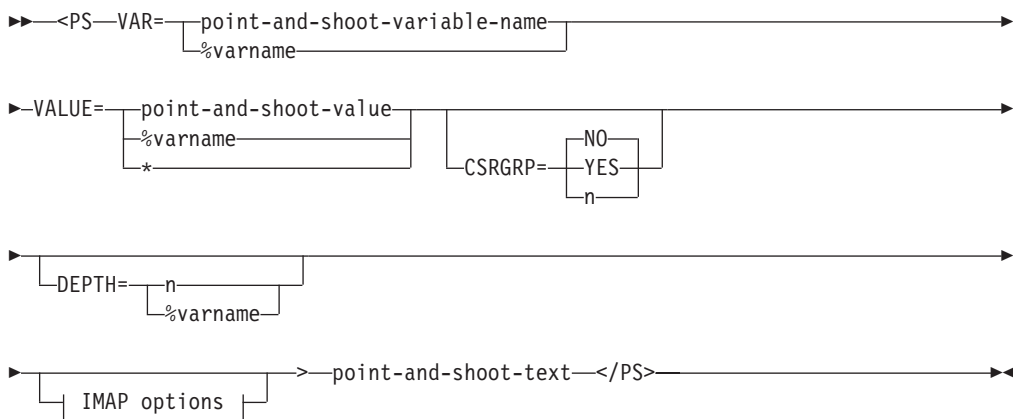 <PS VAR= point-and-shoot-variable-name
%varname
VALUE= point-and-shoot-value
%varname
*
CSRGRP= NO
YES
n
DEPTH= n
%varname
IMAP options
> point-and-shoot-text </PS>